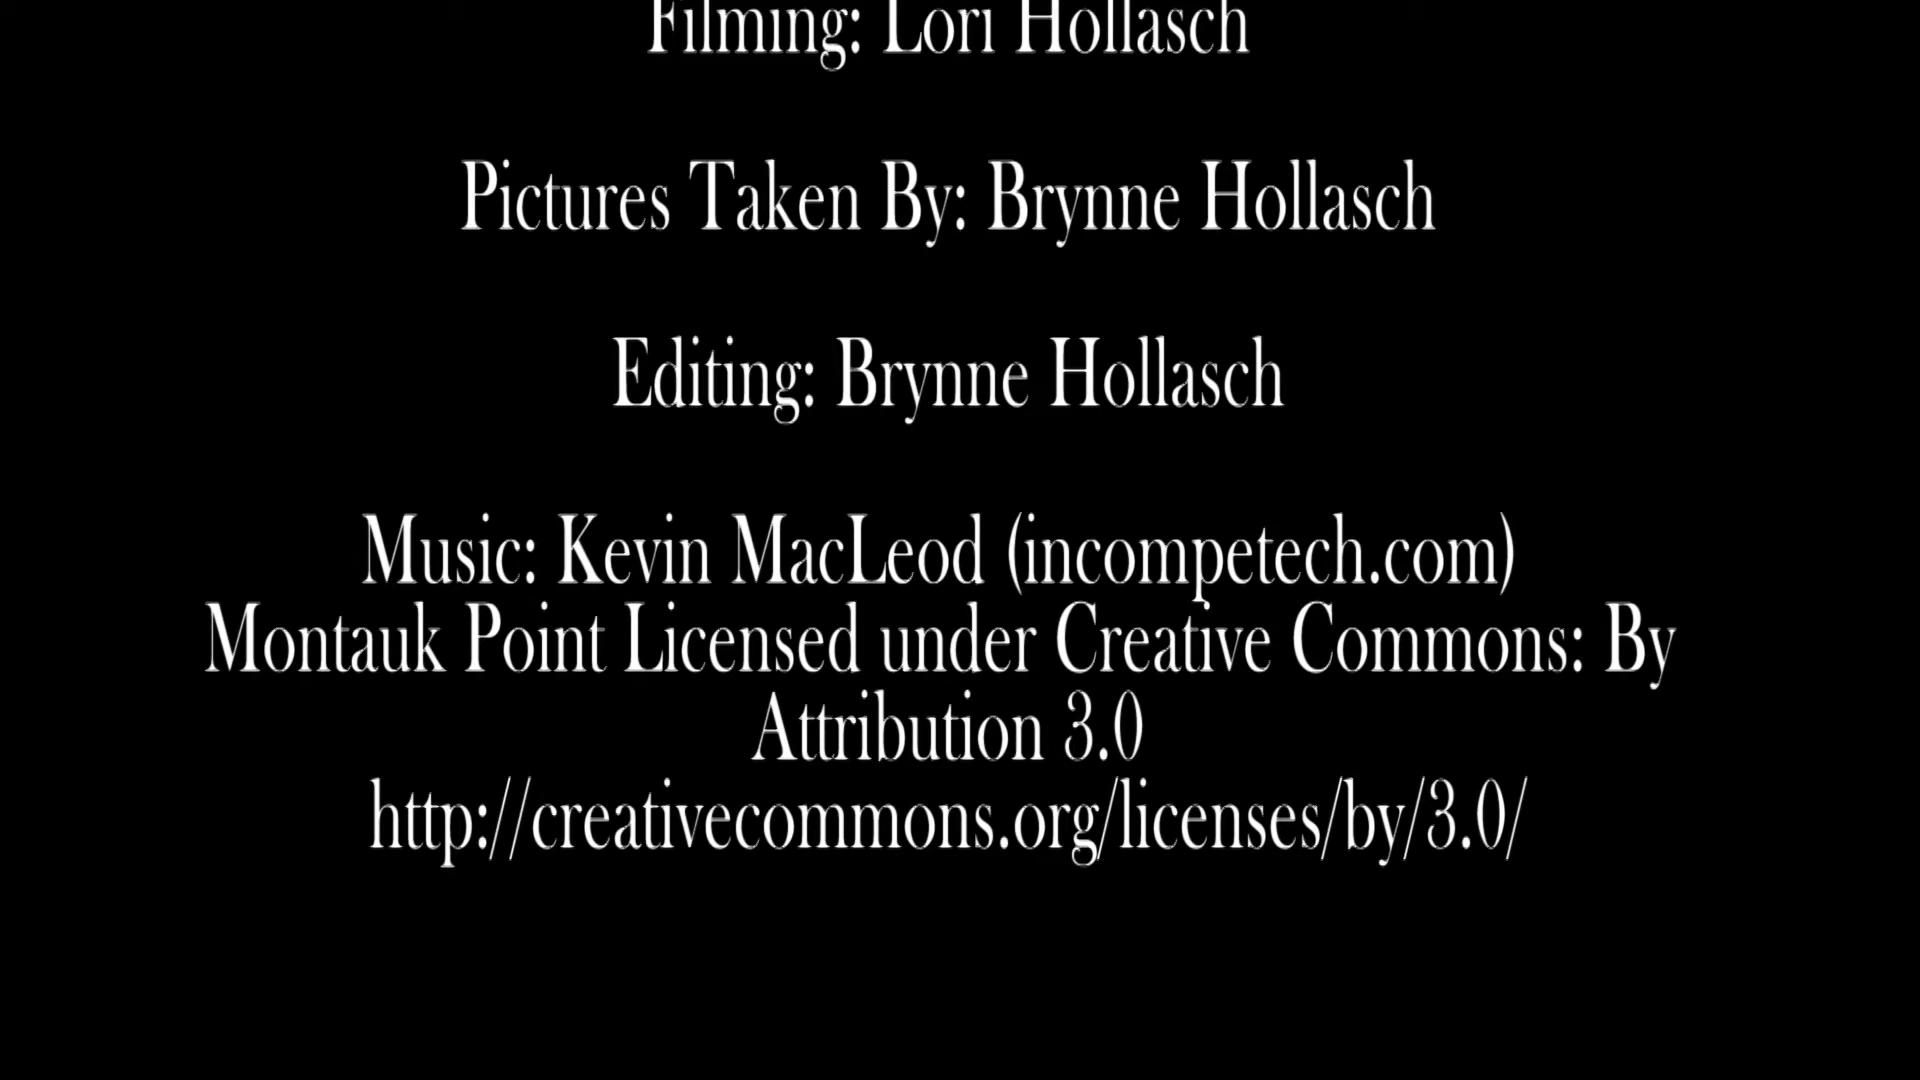 Filming: Lori Hollasch
Pictures Taken By: Brynne Hollasch
Editing: Brynne Hollasch
Music: Kevin MacLeod (incompetech.com)
Montauk Point Licensed under Creative Commons: By
Attribution 3.0
http://creativecommons.org/licenses/by/3.0/